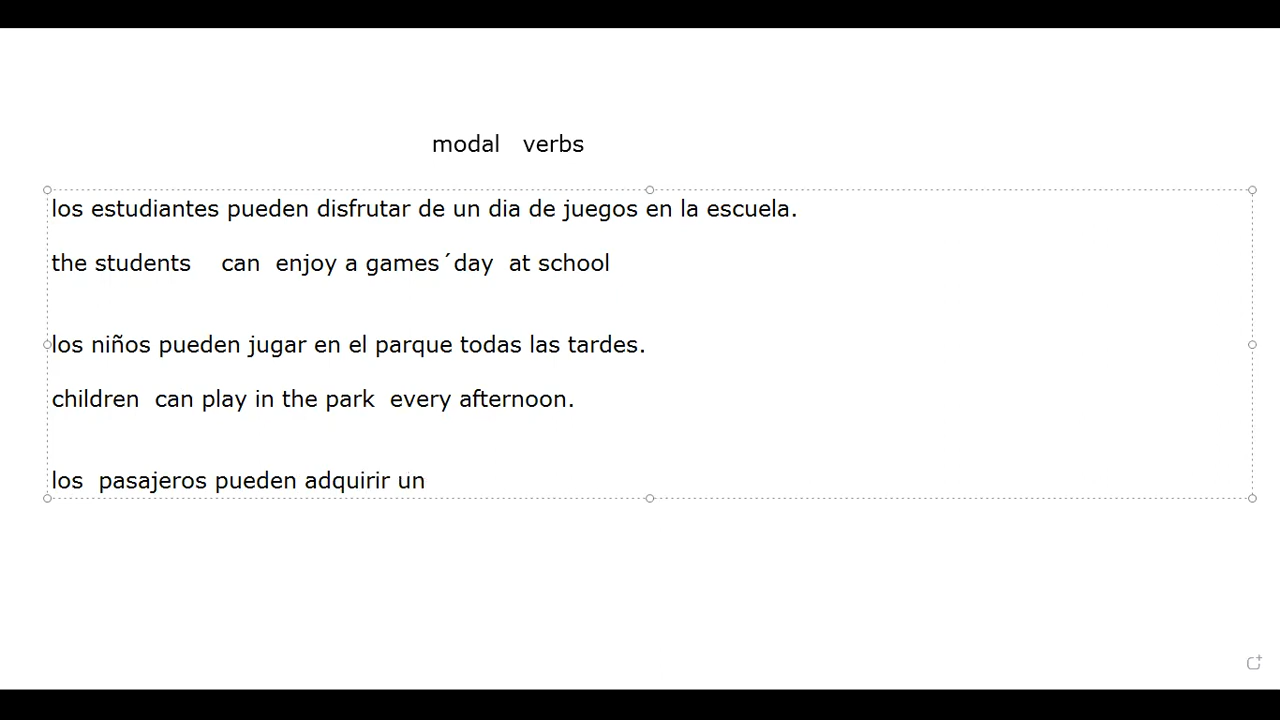 modal verbs
los estudiantes pueden disfrutar de un dia de juegos en la escuela.
the students can enjoy a games´day at school
los niños pueden jugar en el parque todas las tardes.
children can play in the park every afternoon.
los pasajeros pueden adquirir un